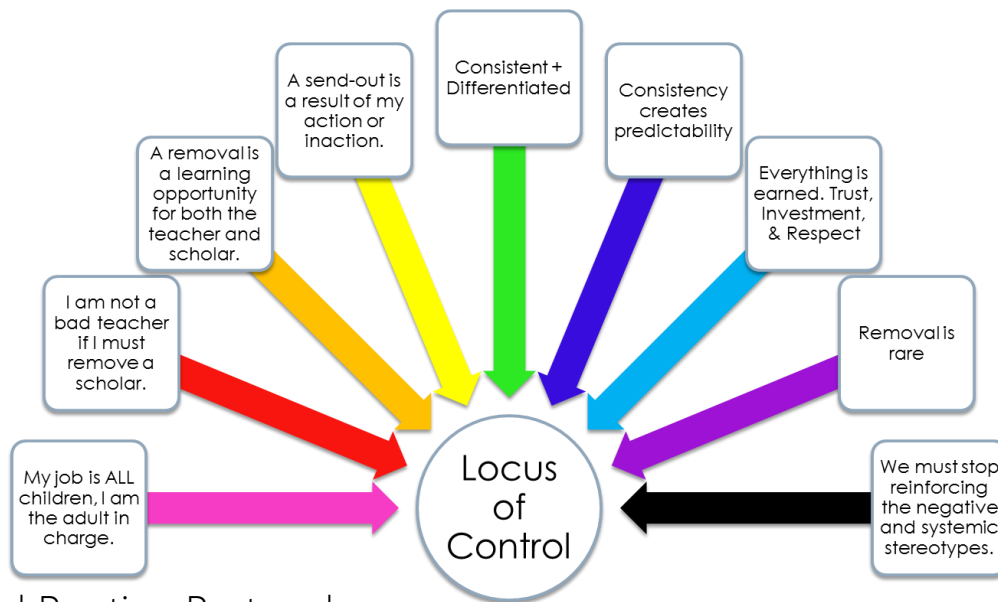 My job is ALL
children, I am
the adult in
charge.
I am not a
bad teacher
if I must
remove a
scholar.
A removal is
a learning
opportunity
for both the
teacher and
scholar.
A send-out is
a result of my
action or
inaction.
Consistent +
Differentiated
Consistency
creates
predictability
Everything is
earned. Trust,
Investment,
& Respect
Removal is
rare
We must stop
reinforcing
the negative
and systemic
stereotypes.
Locus
of
Control